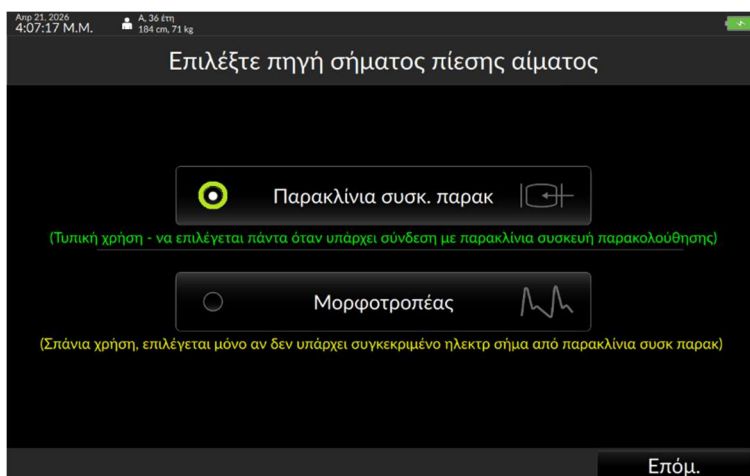 Απρ 21, 2026
4:07:17 Μ.Μ.
Α, 36 έτη
184 cm, 71 kg
Επιλέξτε πηγή σήματος πίεσης αίματος
Παρακλίνια συσκ. παρακ
(Τυπική χρήση - να επιλέγεται πάντα όταν υπάρχει σύνδεση με παρακλίνια συσκευή παρακολούθησης)
Μορφοτροπέας
(Σπάνια χρήση, επιλέγεται μόνο αν δεν υπάρχει συγκεκριμένο ηλεκτρ σήμα από παρακλίνια συσκ παρακ)
Επόμ.